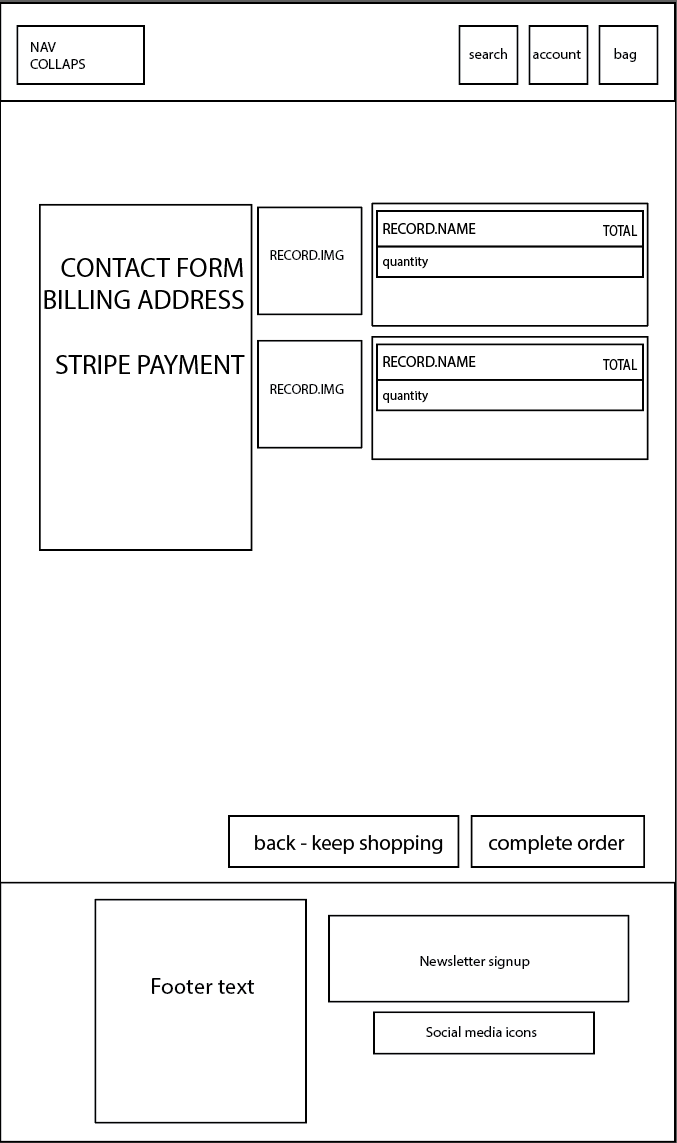 NAV
COLLAPS
search
account
bag
CONTACT FORM
BILLING ADDRESS
STRIPE PAYMENT
RECORD.IMG
RECORD.NAME
TOTAL
quantity
RECORD.IMG
RECORD.NAME
TOTAL
quantity
back - keep shopping
complete order
Footer text
Newsletter signup
Social media icons